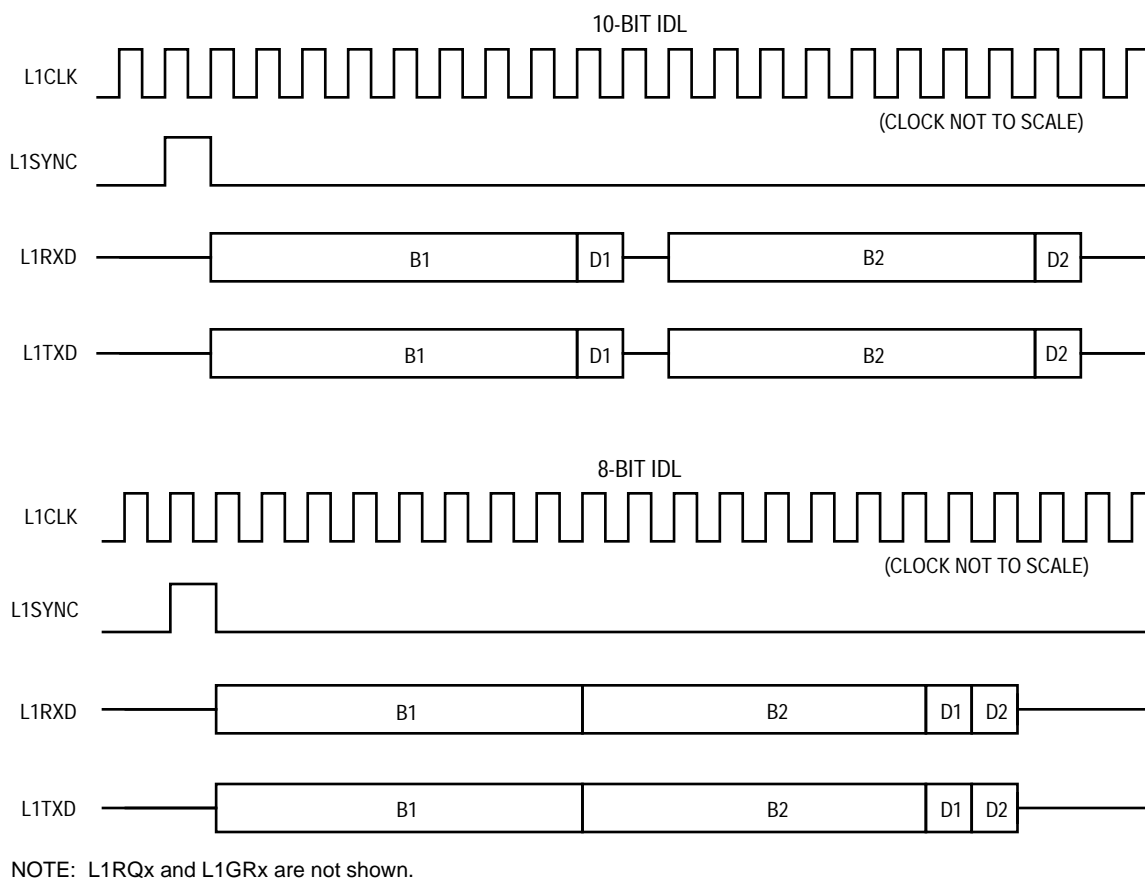 10-BIT IDL
L1CLK
(CLOCK NOT TO SCALE)
L1SYNC
L1RXD B1 D1 B2 D2
L1TXD B1 D1 B2 D2
8-BIT IDL
L1CLK
(CLOCK NOT TO SCALE)
L1SYNC
L1RXD B1 B2 D1 D2
L1TXD B1 B2 D1 D2
NOTE: L1RQx and L1GRx are not shown.